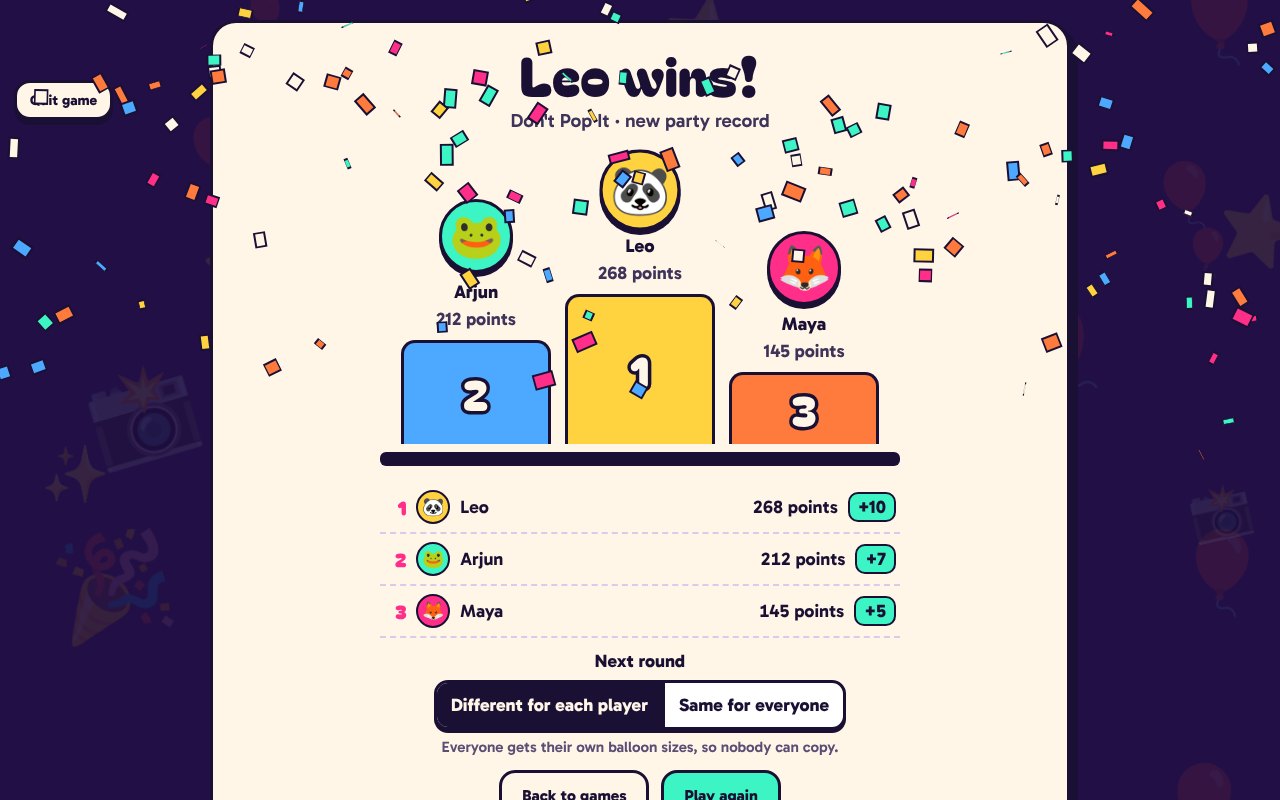 Leo wins!
Don't Pop It · new party record
Quit game
Leo
268 points
Arjun
212 points
Maya
145 points
2
1
3
1 Leo 268 points +10
2 Arjun 212 points +7
3 Maya 145 points +5
Next round
Different for each player Same for everyone
Everyone gets their own balloon sizes, so nobody can copy.
Back to games Play again